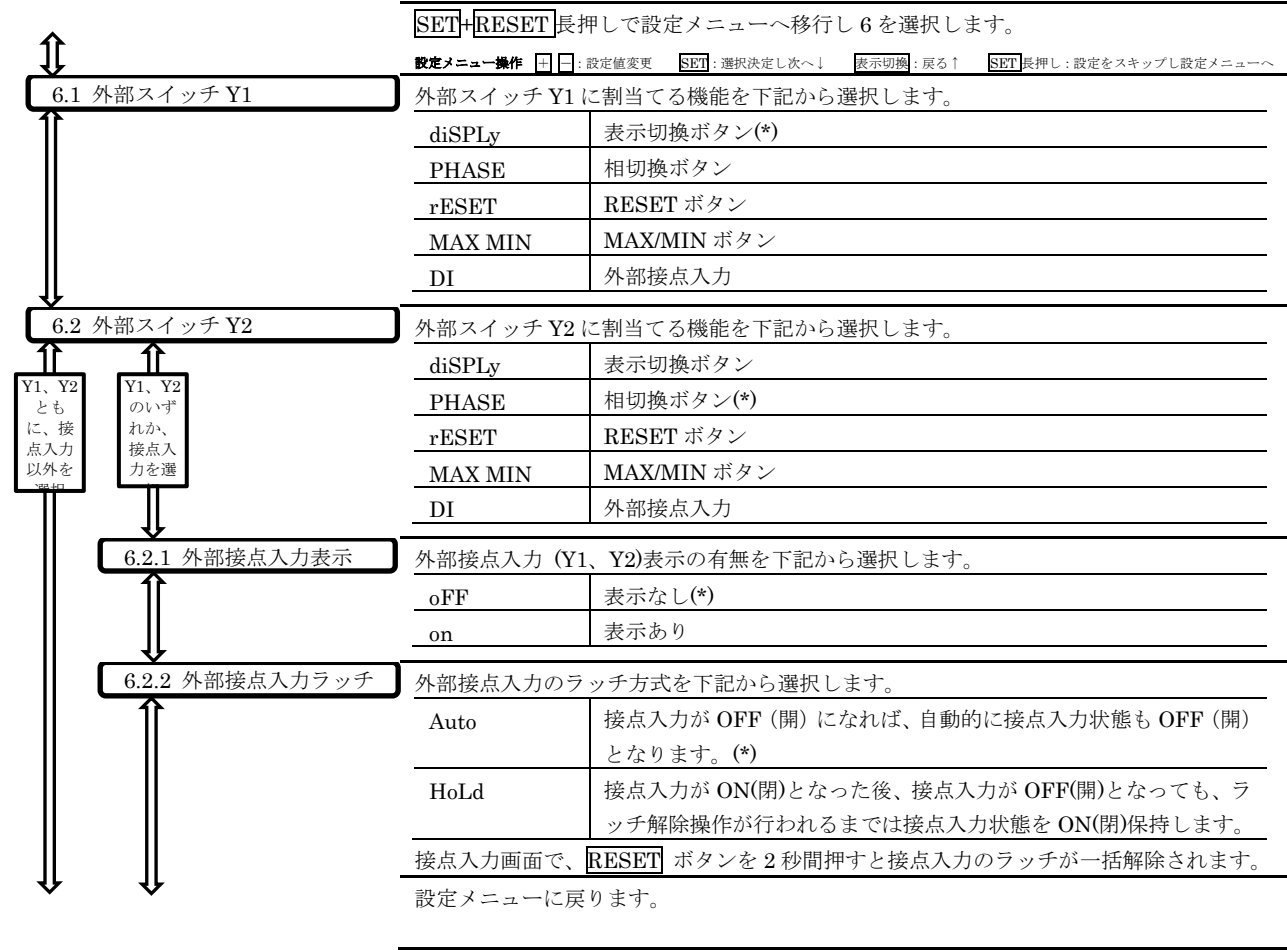 SET+RESET 長押しで設定メニューへ移行し 6 を選択します。
設定メニュー操作 + −：設定値変更 SET：選択決定し次へ↓ 表示切換：戻る↑ SET 長押し：設定をスキップし設定メニューへ
6.1 外部スイッチ Y1
外部スイッチ Y1 に割当てる機能を下記から選択します。
diSPLy 表示切換ボタン(*)
PHASE 相切換ボタン
rESET RESET ボタン
MAX MIN MAX/MIN ボタン
DI 外部接点入力
6.2 外部スイッチ Y2
外部スイッチ Y2 に割当てる機能を下記から選択します。
diSPLy 表示切換ボタン
PHASE 相切換ボタン(*)
rESET RESET ボタン
MAX MIN MAX/MIN ボタン
DI 外部接点入力
Y1、Y2
とも
に、接
点入力
以外を
Y1、Y2
のいず
れか、
接点入
力を選
6.2.1 外部接点入力表示
外部接点入力 (Y1、Y2)表示の有無を下記から選択します。
oFF 表示なし(*)
on 表示あり
6.2.2 外部接点入力ラッチ
外部接点入力のラッチ方式を下記から選択します。
Auto 接点入力が OFF（開）になれば、自動的に接点入力状態も OFF（開）
となります。(*)
HoLd 接点入力が ON(閉)となった後、接点入力が OFF(開)となっても、ラ
ッチ解除操作が行われるまでは接点入力状態を ON(閉)保持します。
接点入力画面で、RESET ボタンを 2 秒間押すと接点入力のラッチが一括解除されます。
設定メニューに戻ります。